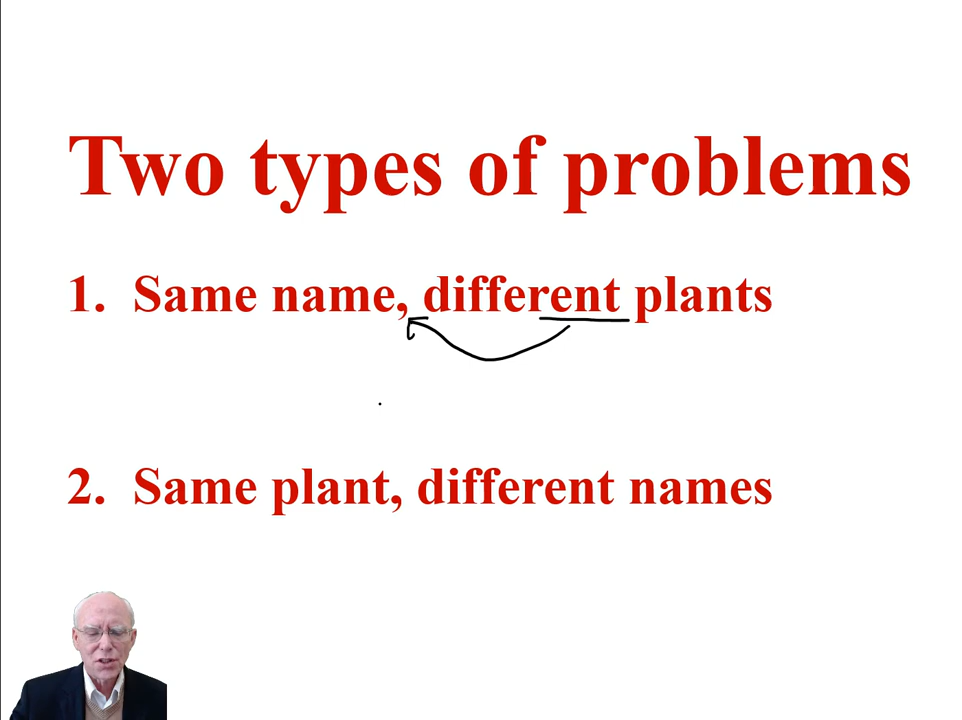 Two types of problems
1. Same name, different plants
2. Same plant, different names